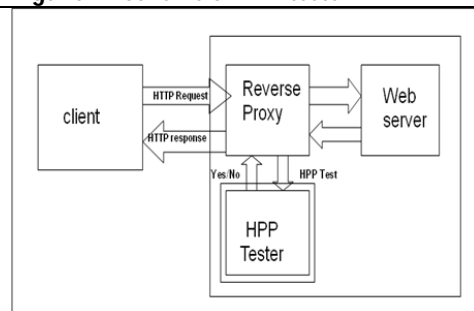 client
HTTP Request
HTTP response
Reverse
Proxy
Web
server
Yes/No
HPP Test
HPP
Tester